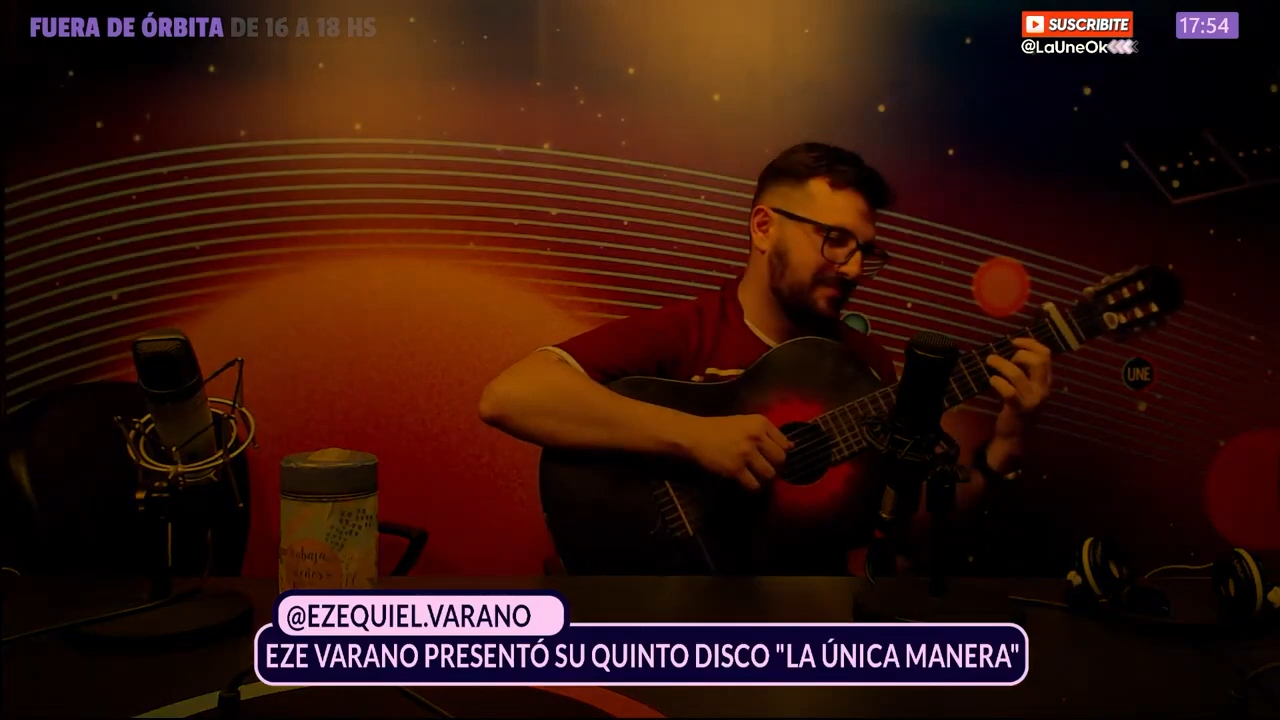 FUERA DE ÓRBITA DE 16 A 18 HS
SUSCRIBITE
@LaUneOk
17:54
UNE
@EZEQUIEL.VARANO
EZE VARANO PRESENTÓ SU QUINTO DISCO "LA ÚNICA MANERA"